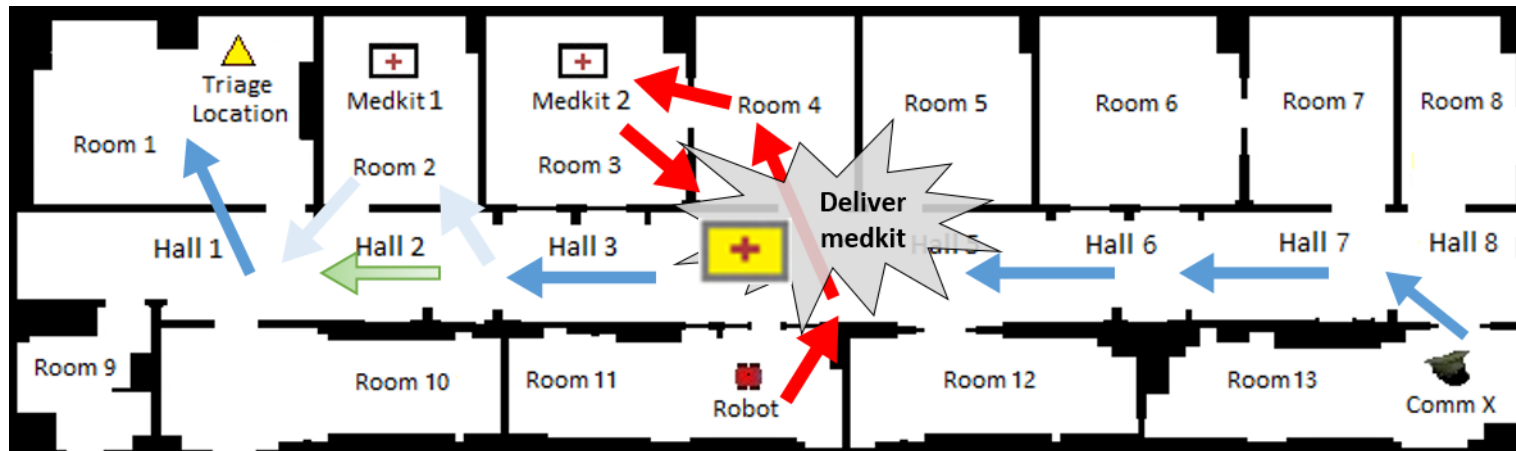 Triage
Location
Room 1
Medkit 1
Room 2
Medkit 2
Room 3
Room 4
Room 5
Room 6
Room 7
Room 8
Deliver
medkit
Hall 1
Hall 2
Hall 3
Hall 5
Hall 6
Hall 7
Hall 8
Room 9
Room 10
Room 11
Robot
Room 12
Room 13
Comm X